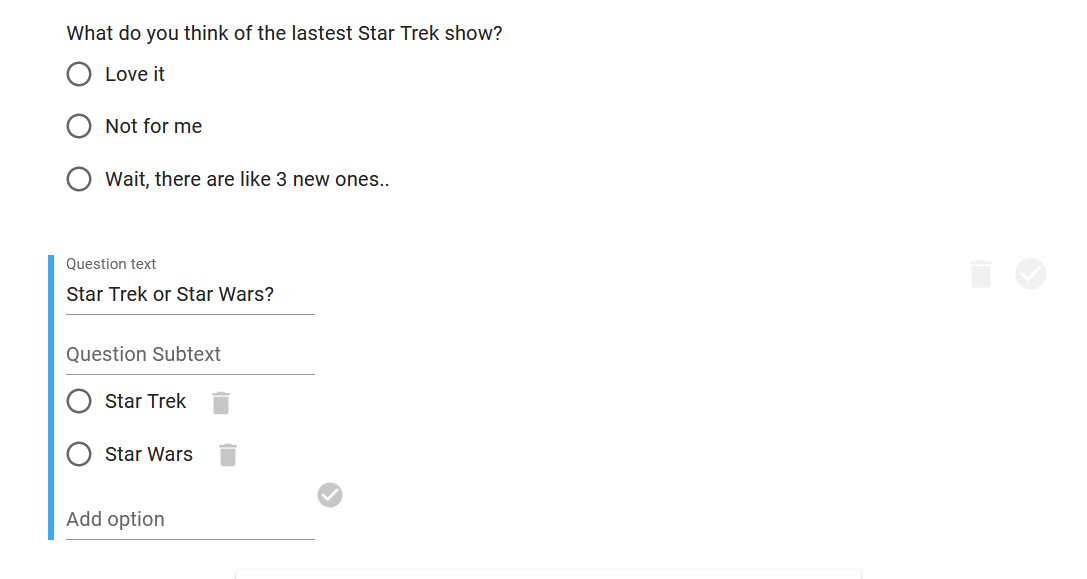 What do you think of the lastest Star Trek show?
Love it
Not for me
Wait, there are like 3 new ones..
Question text
Star Trek or Star Wars?
Question Subtext
Star Trek
Star Wars
Add option